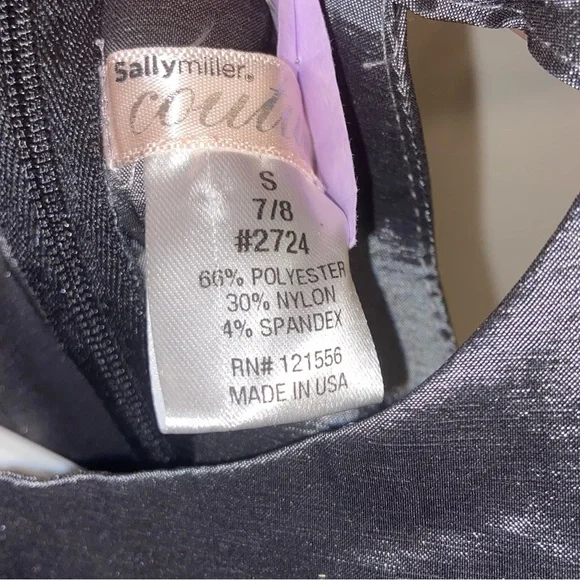 Sallymiller®
S
7/8
#2724
66% POLYESTER
30% NYLON
4% SPANDEX
RN# 121556
MADE IN USA